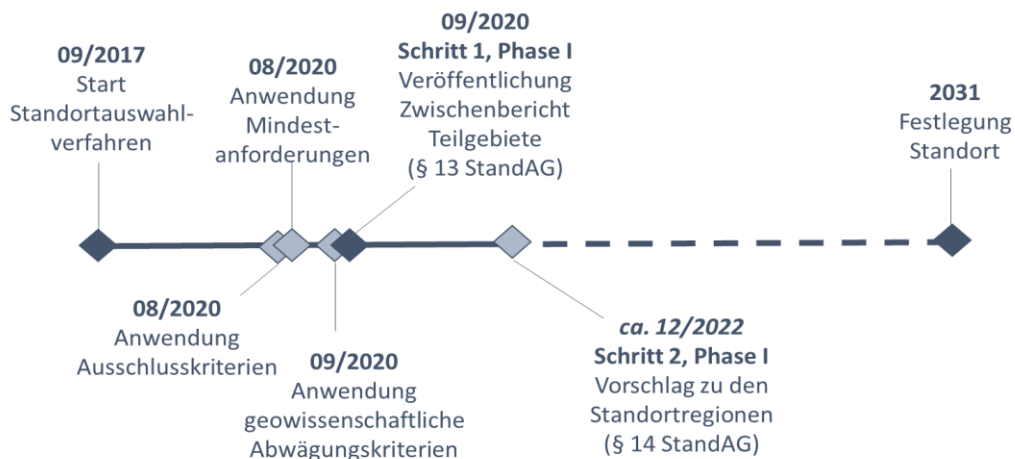 09/2017
Start
Standortauswahl-
verfahren
08/2020
Anwendung
Mindest-
anforderungen
09/2020
Schritt 1, Phase I
Veröffentlichung
Zwischenbericht
Teilgebiete
(§ 13 StandAG)
2031
Festlegung
Standort
08/2020
Anwendung
Ausschlusskriterien
09/2020
Anwendung
geowissenschaftliche
Abwägungskriterien
ca. 12/2022
Schritt 2, Phase I
Vorschlag zu den
Standortregionen
(§ 14 StandAG)